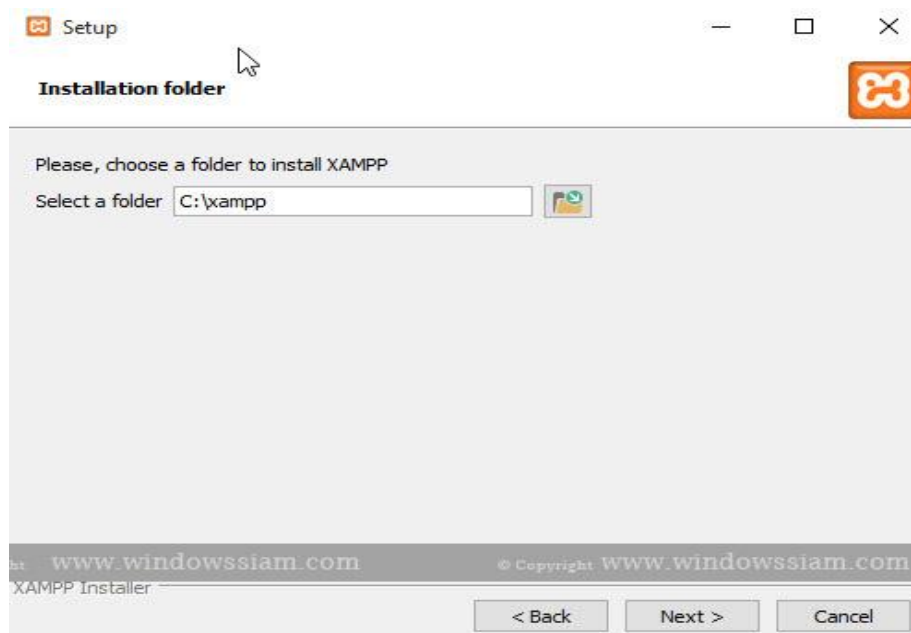 Setup
Installation folder
Please, choose a folder to install XAMPP
Select a folder C:\xampp
www.windowssiam.com © Copyright www.windowssiam.com
XAMPP Installer
< Back Next > Cancel